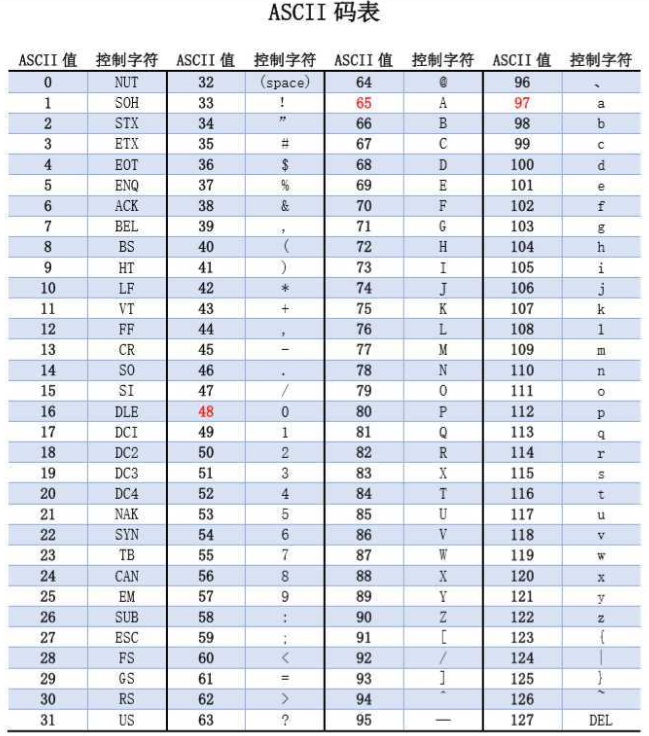 ASCII 码表
ASCII 值 控制字符 ASCII 值 控制字符 ASCII 值 控制字符 ASCII 值 控制字符
0 NUT 32 (space) 64 @ 96 、
1 SOH 33 ! 65 A 97 a
2 STX 34 ” 66 B 98 b
3 ETX 35 # 67 C 99 c
4 EOT 36 $ 68 D 100 d
5 ENQ 37 % 69 E 101 e
6 ACK 38 & 70 F 102 f
7 BEL 39 , 71 G 103 g
8 BS 40 ( 72 H 104 h
9 HT 41 ) 73 I 105 i
10 LF 42 * 74 J 106 j
11 VT 43 + 75 K 107 k
12 FF 44 , 76 L 108 l
13 CR 45 - 77 M 109 m
14 SO 46 . 78 N 110 n
15 SI 47 / 79 O 111 o
16 DLE 48 0 80 P 112 p
17 DCI 49 1 81 Q 113 q
18 DC2 50 2 82 R 114 r
19 DC3 51 3 83 X 115 s
20 DC4 52 4 84 T 116 t
21 NAK 53 5 85 U 117 u
22 SYN 54 6 86 V 118 v
23 TB 55 7 87 W 119 w
24 CAN 56 8 88 X 120 x
25 EM 57 9 89 Y 121 y
26 SUB 58 : 90 Z 122 z
27 ESC 59 ; 91 [ 123 {
28 FS 60 < 92 / 124 |
29 GS 61 = 93 ] 125 }
30 RS 62 > 94 ^ 126 ~
31 US 63 ? 95 — 127 DEL